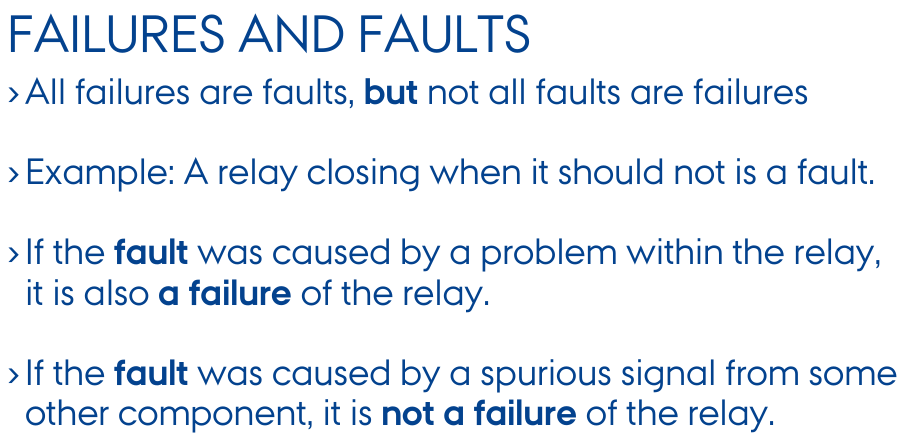 FAILURES AND FAULTS
› All failures are faults, but not all faults are failures
› Example: A relay closing when it should not is a fault.
› If the fault was caused by a problem within the relay,
it is also a failure of the relay.
› If the fault was caused by a spurious signal from some
other component, it is not a failure of the relay.